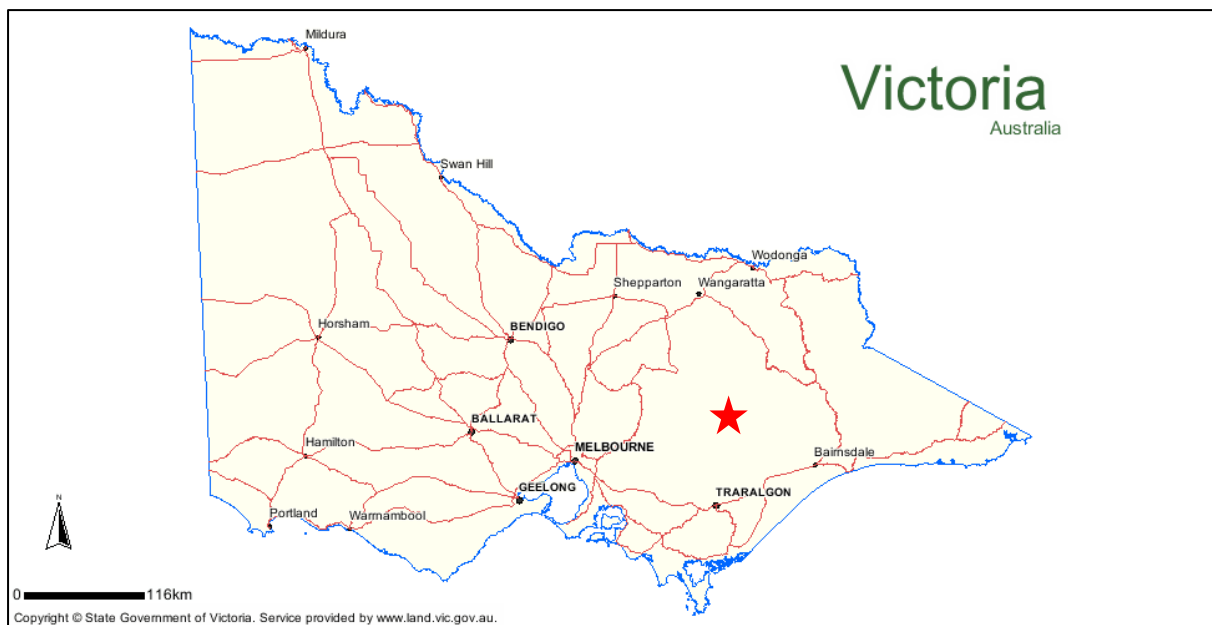 Mildura
Victoria
Australia
Swan Hill
Wodonga
Shepparton
Wangaratta
Horsham
BENDIGO
BALLARAT
Hamilton
MELBOURNE
Bairnsdale
GEELONG
TRARALGON
N
Portland
Warrnambool
0 116km
Copyright © State Government of Victoria. Service provided by www.land.vic.gov.au.